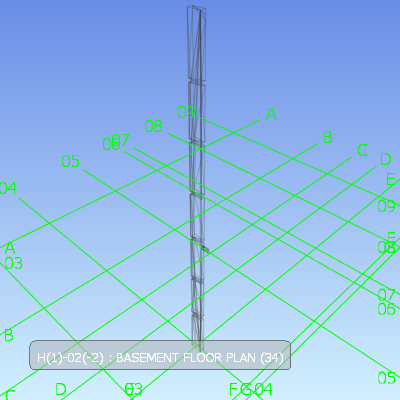 09
A
08
B
07
06
C
05
D
E
04
09
E
A
08
03
07
06
B
H(1)-02(-2) : BASEMENT FLOOR PLAN (34)
05
C
D
03
F
G
04